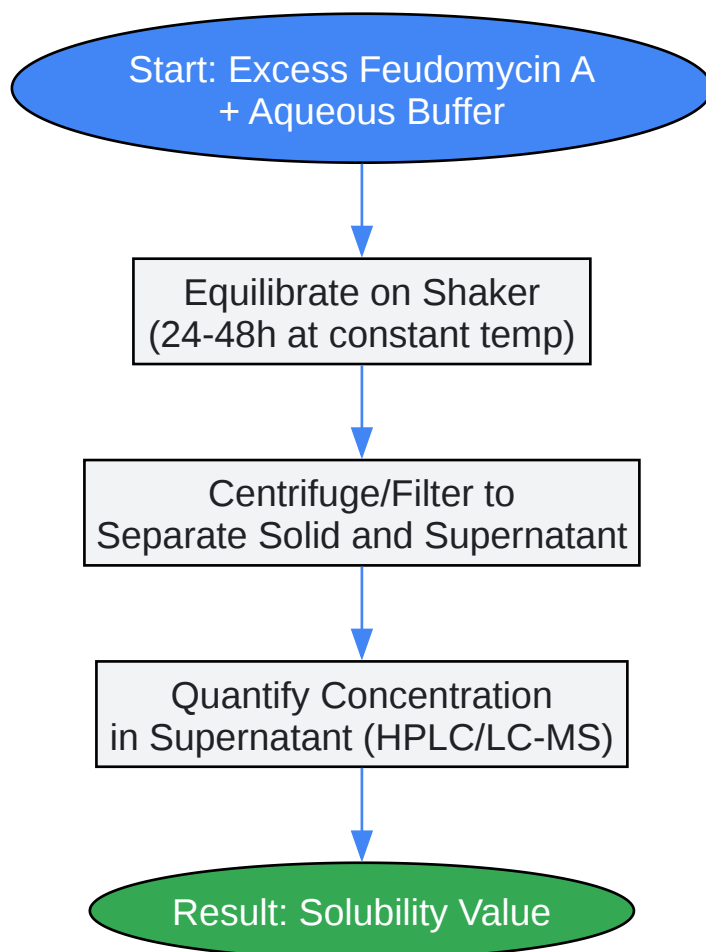 Start: Excess Feudomycin A
+ Aqueous Buffer
Equilibrate on Shaker
(24-48h at constant temp)
Centrifuge/Filter to
Separate Solid and Supernatant
Quantify Concentration
in Supernatant (HPLC/LC-MS)
Result: Solubility Value